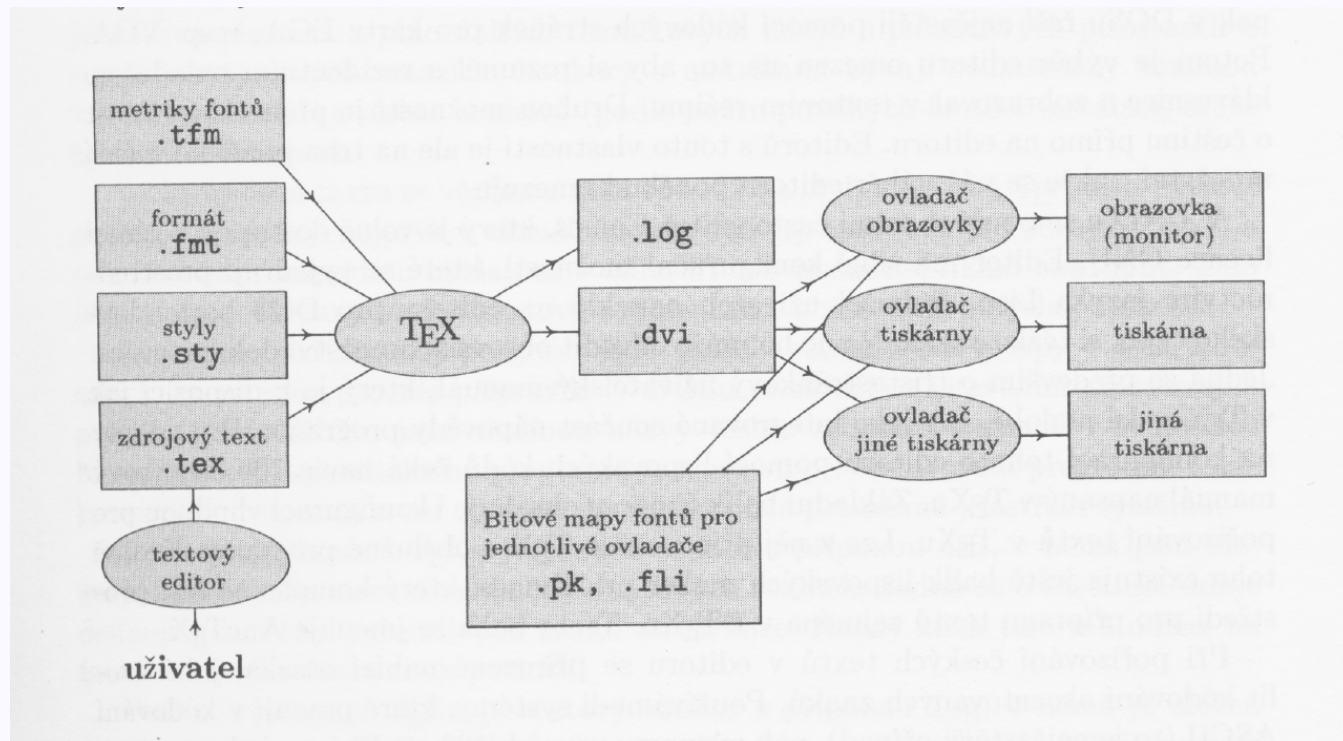 metriky fontů
.tfm
formát
.fmt
styly
.sty
zdrojový text
.tex
textový
editor
uživatel
TEX
.log
.dvi
Bitové mapy fontů pro
jednotlivé ovladače
.pk, .fli
ovladač
obrazovky
ovladač
tiskárny
ovladač
jiné tiskárny
obrazovka
(monitor)
tiskárna
jiná
tiskárna